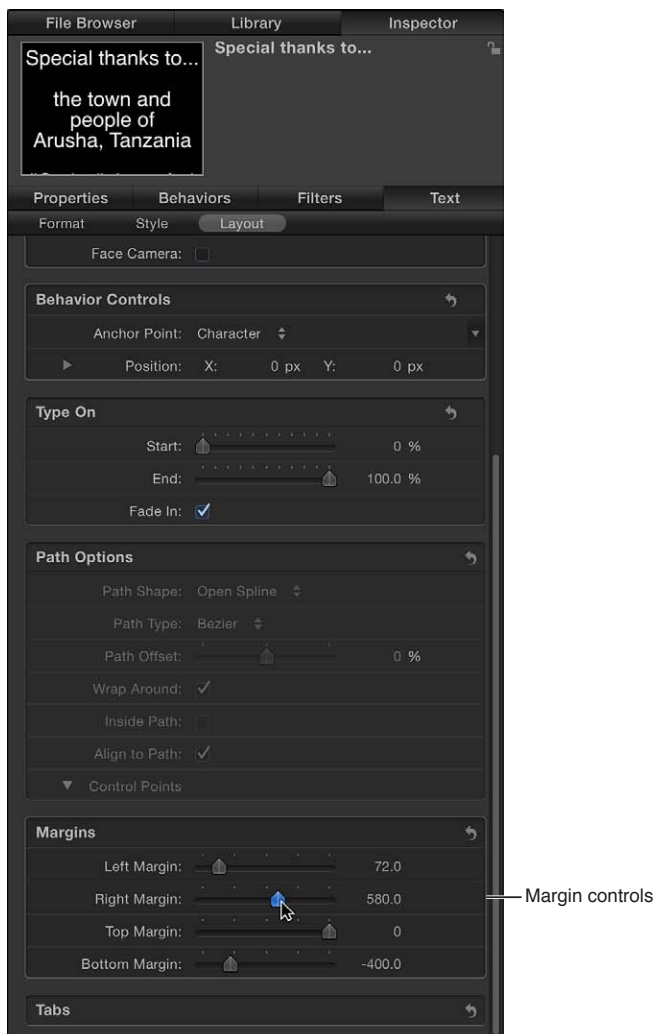 File Browser Library Inspector
Special thanks to...
Special thanks to...
the town and
people of
Arusha, Tanzania
Properties Behaviors Filters Text
Format Style Layout
Face Camera:
Behavior Controls
Anchor Point: Character
Position: X: 0 px Y: 0 px
Type On
Start: 0 %
End: 100.0 %
Fade In:
Path Options
Path Shape: Open Spline
Path Type: Bezier
Path Offset: 0 %
Wrap Around:
Inside Path:
Align to Path:
Control Points
Margins
Left Margin: 72.0
Right Margin: 580.0
Margin controls
Top Margin: 0
Bottom Margin: -400.0
Tabs